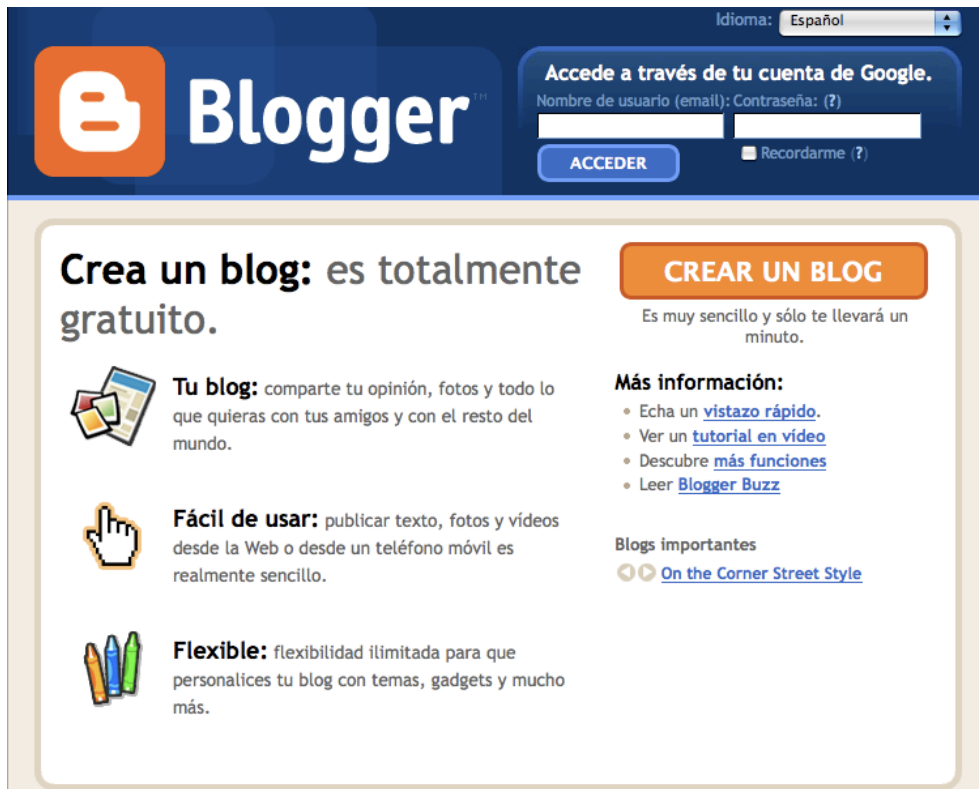 Idioma: Español
Blogger™
Accede a través de tu cuenta de Google.
Nombre de usuario (email): Contraseña: (?)
ACCEDER
Recordarme (?)
Crea un blog: es totalmente
gratuito.
Tu blog: comparte tu opinión, fotos y todo lo
que quieras con tus amigos y con el resto del
mundo.
Fácil de usar: publicar texto, fotos y vídeos
desde la Web o desde un teléfono móvil es
realmente sencillo.
Flexible: flexibilidad ilimitada para que
personalices tu blog con temas, gadgets y mucho
más.
CREAR UN BLOG
Es muy sencillo y sólo te llevará un
minuto.
Más información:
Echa un vistazo rápido.
Ver un tutorial en vídeo
Descubre más funciones
Leer Blogger Buzz
Blogs importantes
On the Corner Street Style